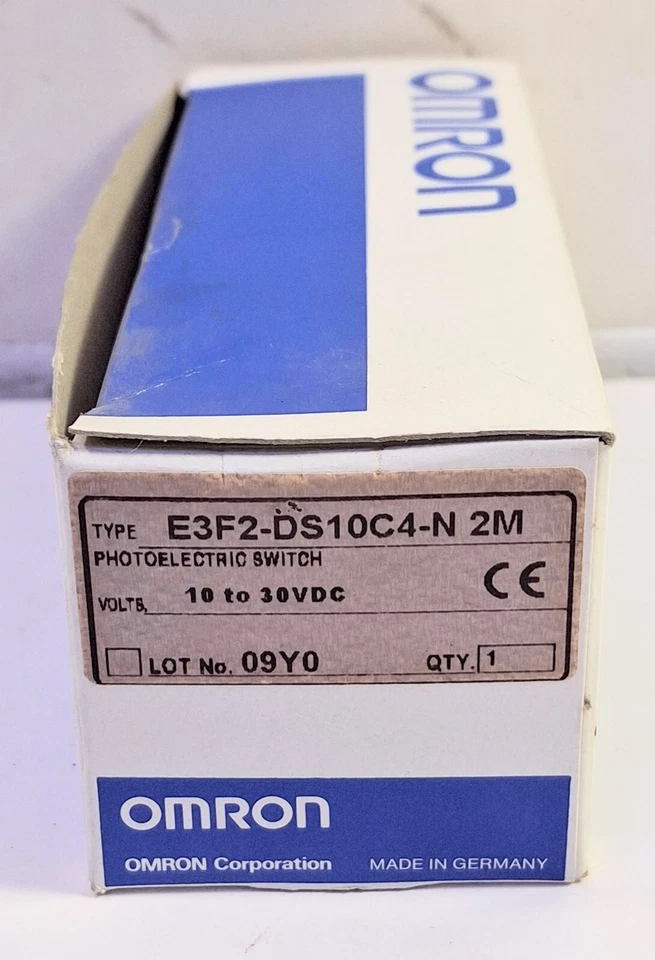 OMRON
TYPE E3F2-DS10C4-N 2M
PHOTOELECTRIC SWITCH
CE
VOLTS, 10 to 30VDC
LOT No. 09Y0 QTY. 1
OMRON
OMRON Corporation MADE IN GERMANY